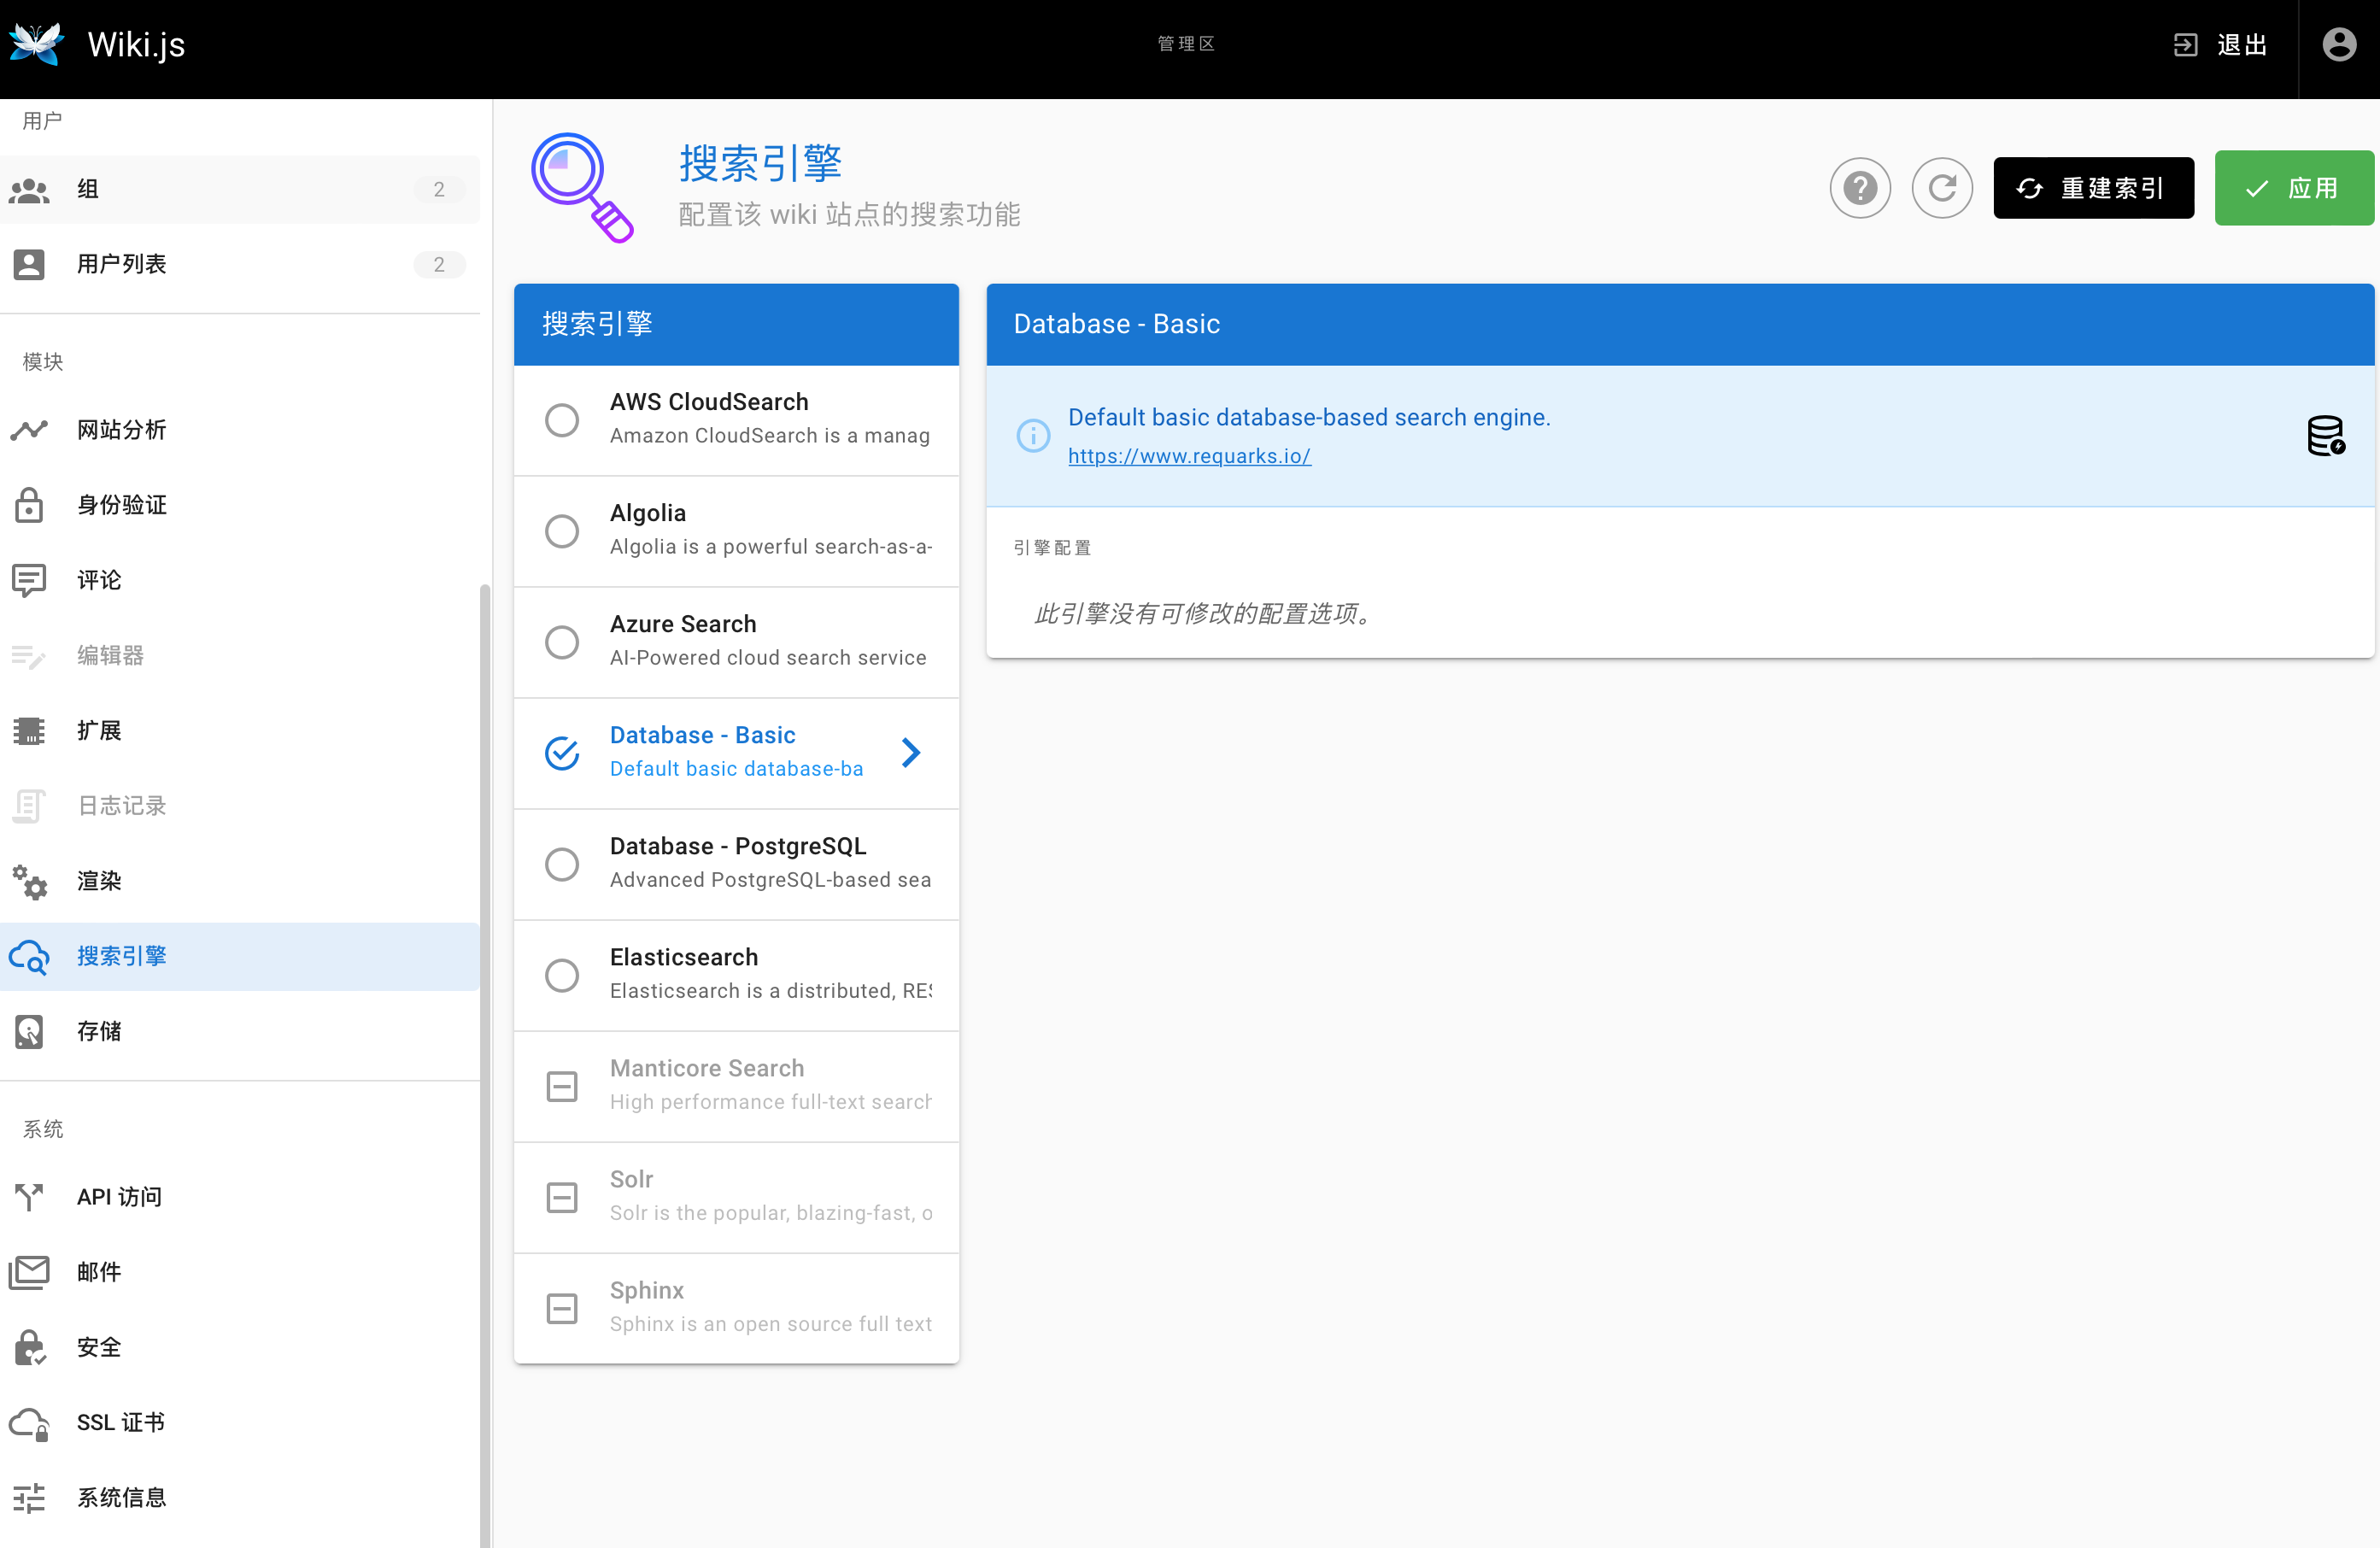 Wiki.js
管理区
退出
用户
组
2
用户列表
2
模块
网站分析
身份验证
评论
编辑器
扩展
日志记录
渲染
搜索引擎
存储
系统
API 访问
邮件
安全
SSL 证书
系统信息
搜索引擎
配置该 wiki 站点的搜索功能
重建索引
应用
搜索引擎
AWS CloudSearch
Amazon CloudSearch is a manag
Algolia
Algolia is a powerful search-as-a-
Azure Search
AI-Powered cloud search service
Database - Basic
Default basic database-ba
Database - PostgreSQL
Advanced PostgreSQL-based sea
Elasticsearch
Elasticsearch is a distributed, RES
Manticore Search
High performance full-text search
Solr
Solr is the popular, blazing-fast, o
Sphinx
Sphinx is an open source full text
Database - Basic
Default basic database-based search engine.
https://www.requarks.io/
引擎配置
此引擎没有可修改的配置选项。